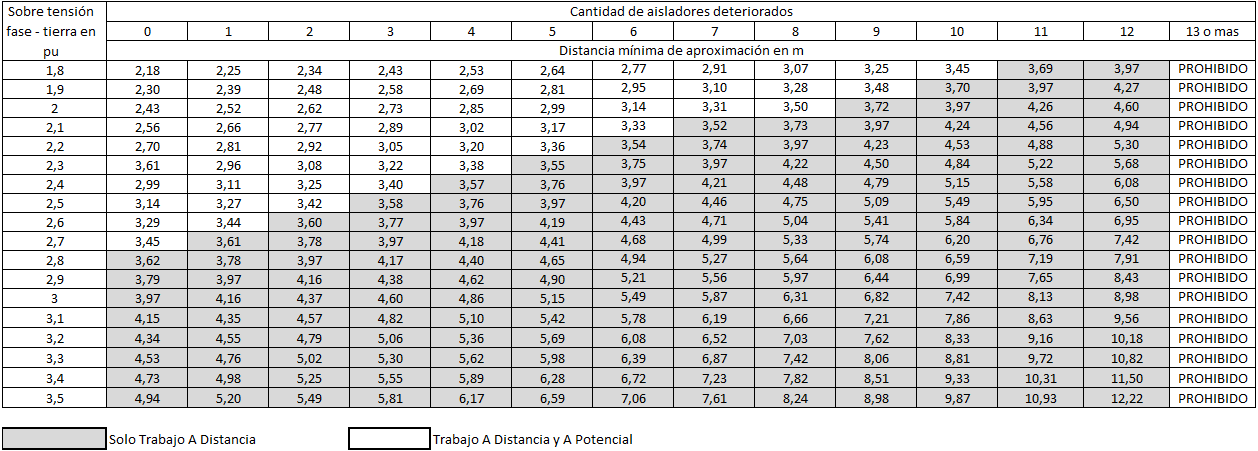 Sobre tensión fase - tierra en pu Cantidad de aisladores deteriorados
0 1 2 3 4 5 6 7 8 9 10 11 12 13 o mas
Distancia mínima de aproximación en m
1,8 2,18 2,25 2,34 2,43 2,53 2,64 2,77 2,91 3,07 3,25 3,45 3,69 3,97 PROHIBIDO
1,9 2,30 2,39 2,48 2,58 2,69 2,81 2,95 3,10 3,28 3,48 3,70 3,97 4,27 PROHIBIDO
2 2,43 2,52 2,62 2,73 2,85 2,99 3,14 3,31 3,50 3,72 3,97 4,26 4,60 PROHIBIDO
2,1 2,56 2,66 2,77 2,89 3,02 3,17 3,33 3,52 3,73 3,97 4,24 4,56 4,94 PROHIBIDO
2,2 2,70 2,81 2,92 3,05 3,20 3,36 3,54 3,74 3,97 4,23 4,53 4,88 5,30 PROHIBIDO
2,3 3,61 2,96 3,08 3,22 3,38 3,55 3,75 3,97 4,22 4,50 4,84 5,22 5,68 PROHIBIDO
2,4 2,99 3,11 3,25 3,40 3,57 3,76 3,97 4,21 4,48 4,79 5,15 5,58 6,08 PROHIBIDO
2,5 3,14 3,27 3,42 3,58 3,76 3,97 4,20 4,46 4,75 5,09 5,49 5,95 6,50 PROHIBIDO
2,6 3,29 3,44 3,60 3,77 3,97 4,19 4,43 4,71 5,04 5,41 5,84 6,34 6,95 PROHIBIDO
2,7 3,45 3,61 3,78 3,97 4,18 4,41 4,68 4,99 5,33 5,74 6,20 6,76 7,42 PROHIBIDO
2,8 3,62 3,78 3,97 4,17 4,40 4,65 4,94 5,27 5,64 6,08 6,59 7,19 7,91 PROHIBIDO
2,9 3,79 3,97 4,16 4,38 4,62 4,90 5,21 5,56 5,97 6,44 6,99 7,65 8,43 PROHIBIDO
3 3,97 4,16 4,37 4,60 4,86 5,15 5,49 5,87 6,31 6,82 7,42 8,13 8,98 PROHIBIDO
3,1 4,15 4,35 4,57 4,82 5,10 5,42 5,78 6,19 6,66 7,21 7,86 8,63 9,56 PROHIBIDO
3,2 4,34 4,55 4,79 5,06 5,36 5,69 6,08 6,52 7,03 7,62 8,33 9,16 10,18 PROHIBIDO
3,3 4,53 4,76 5,02 5,30 5,62 5,98 6,39 6,87 7,42 8,06 8,81 9,72 10,82 PROHIBIDO
3,4 4,73 4,98 5,25 5,55 5,89 6,28 6,72 7,23 7,82 8,51 9,33 10,31 11,50 PROHIBIDO
3,5 4,94 5,20 5,49 5,81 6,17 6,59 7,06 7,61 8,24 8,98 9,87 10,93 12,22 PROHIBIDO
Solo Trabajo A Distancia Trabajo A Distancia y A Potencial